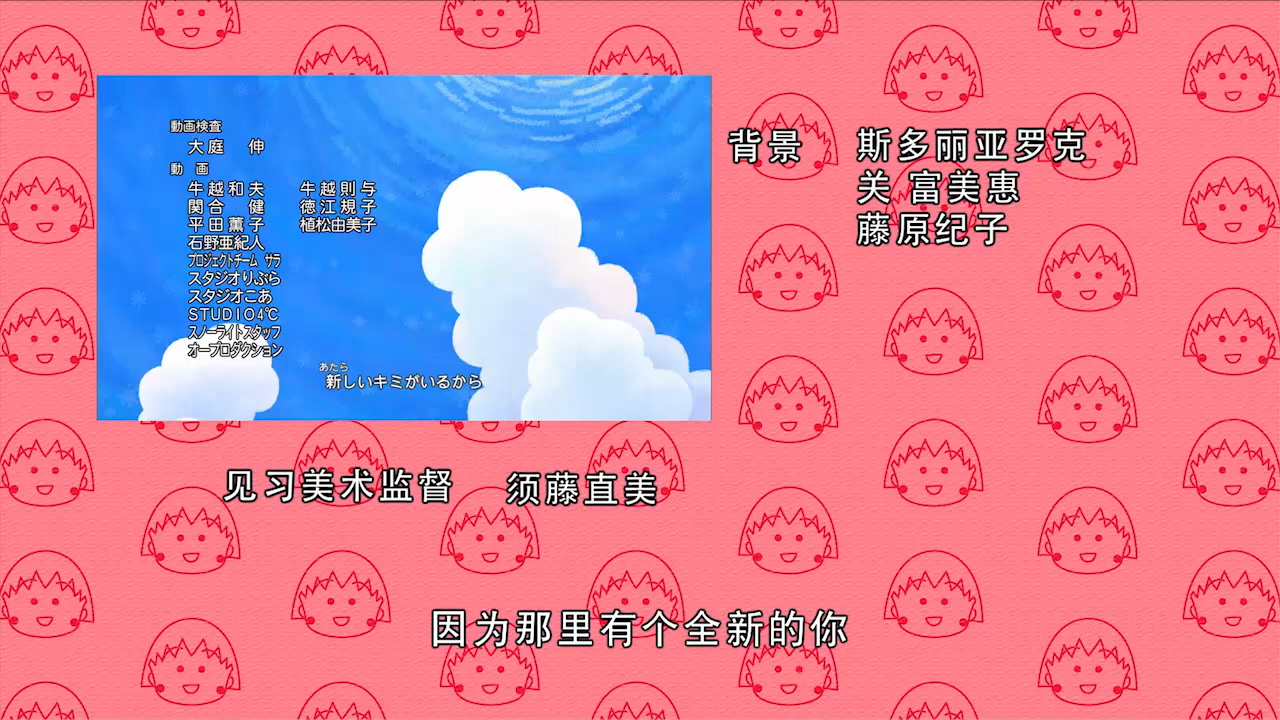 動画検査
大庭　伸
動　画
牛越和夫　牛越則与
関合　健　徳江規子
平田薫子　植松由美子
石野亜紀人
プロジェクトチーム　サラ
スタジオりぶら
スタジオこあ
STUDIO4℃
スノーライトスタッフ
オープロダクション
あたら
新しいキミがいるから
背景　斯多丽亚罗克
关 富美惠
藤原纪子
见习美术监督　须藤直美
因为那里有个全新的你